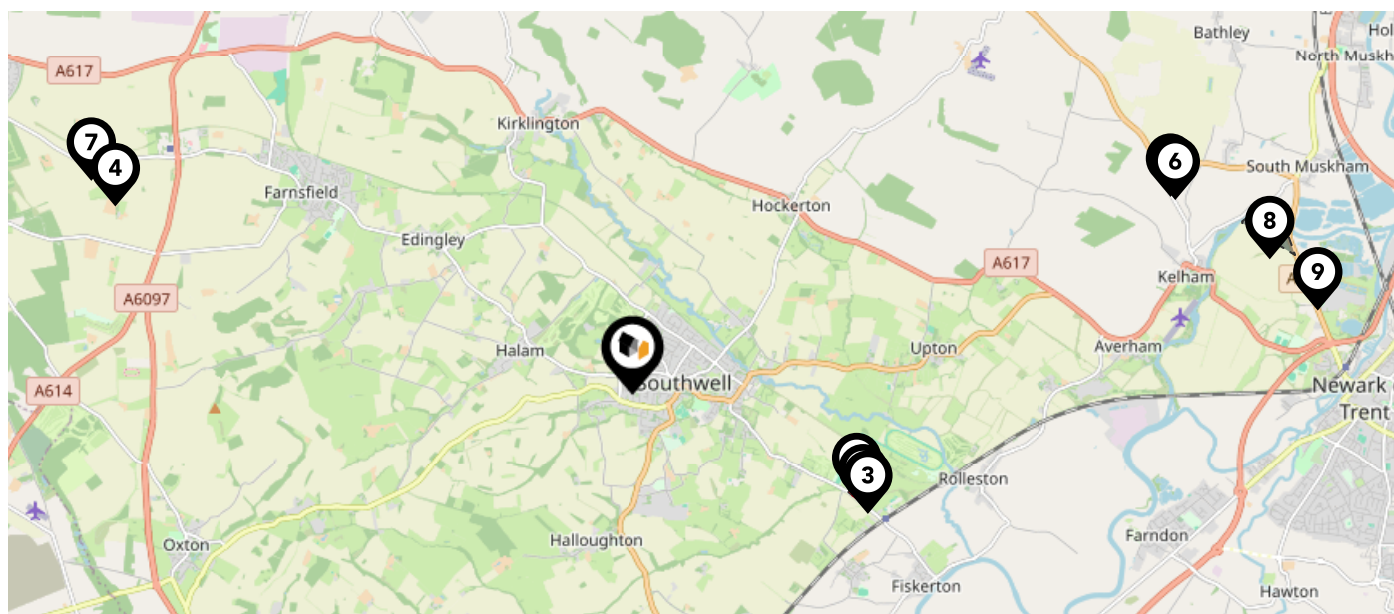 Bathley
Hol
North Muskh
A617
Kirklington
7
4
6
South Muskham
Farnsfield
Hockerton
8
Edingley
A617
Kelham
9
A
A6097
Halam
Upton
Averham
Southwell
A614
Newark
Trent
3
Rolleston
Oxton
Halloughton
Farndon
Fiskerton
Hawton